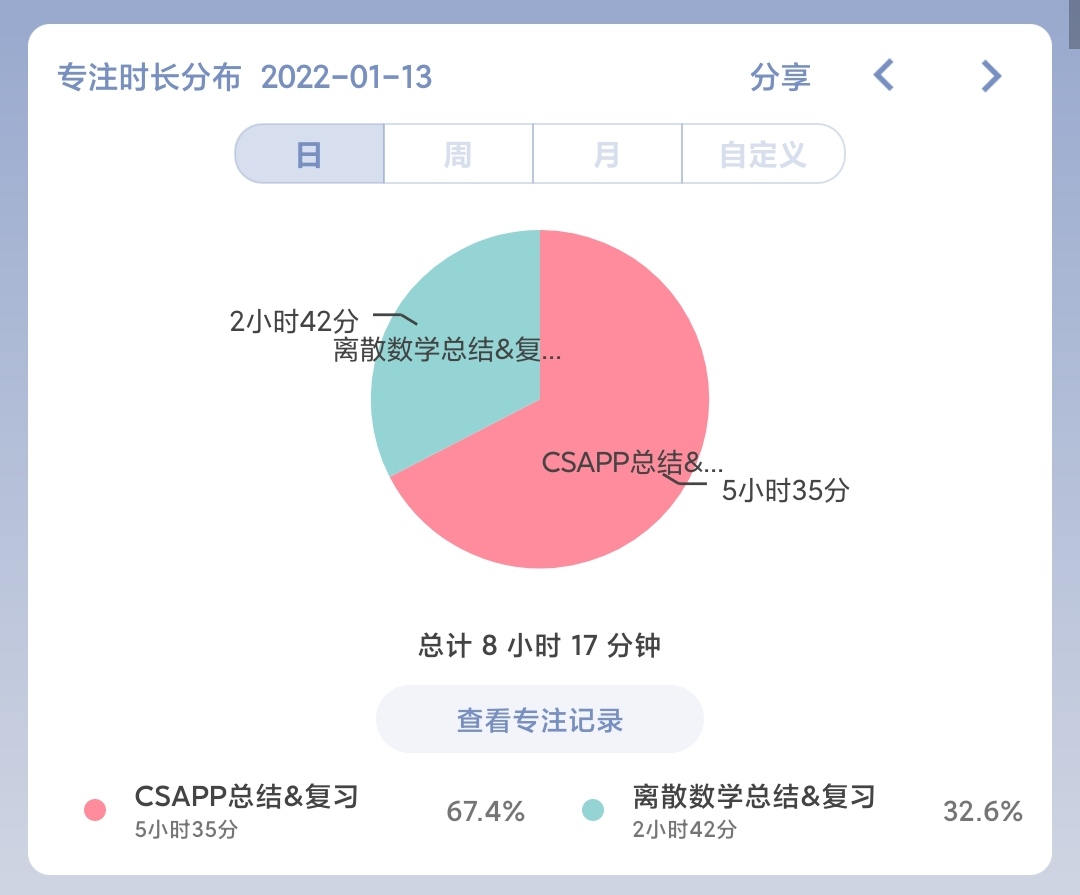 专注时长分布 2022-01-13
分享
日 周 月 自定义
2小时42分
离散数学总结&复...
CSAPP总结&...
5小时35分
总计 8 小时 17 分钟
查看专注记录
CSAPP总结&复习
5小时35分
67.4%
离散数学总结&复习
2小时42分
32.6%